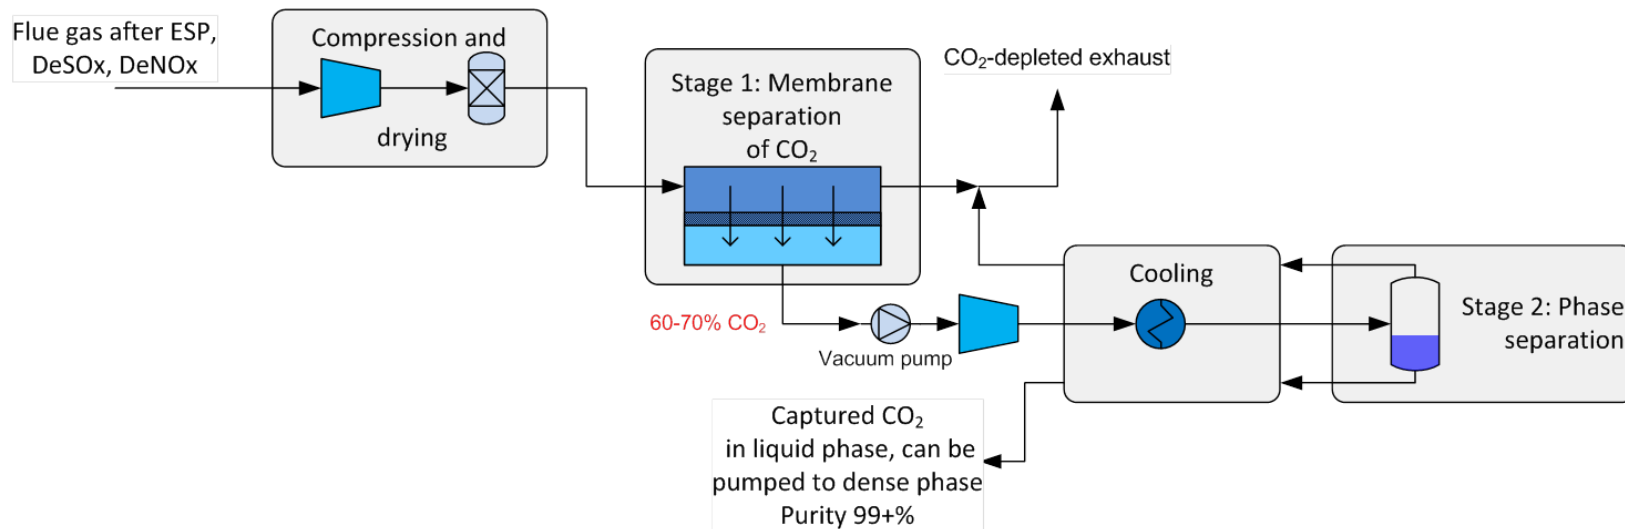 Flue gas after ESP,
DeSOx, DeNOx
Compression and
drying
Stage 1: Membrane
separation
of CO₂
CO₂-depleted exhaust
60-70% CO₂
Vacuum pump
Cooling
Stage 2: Phase
separation
Captured CO₂
in liquid phase, can be
pumped to dense phase
Purity 99+%